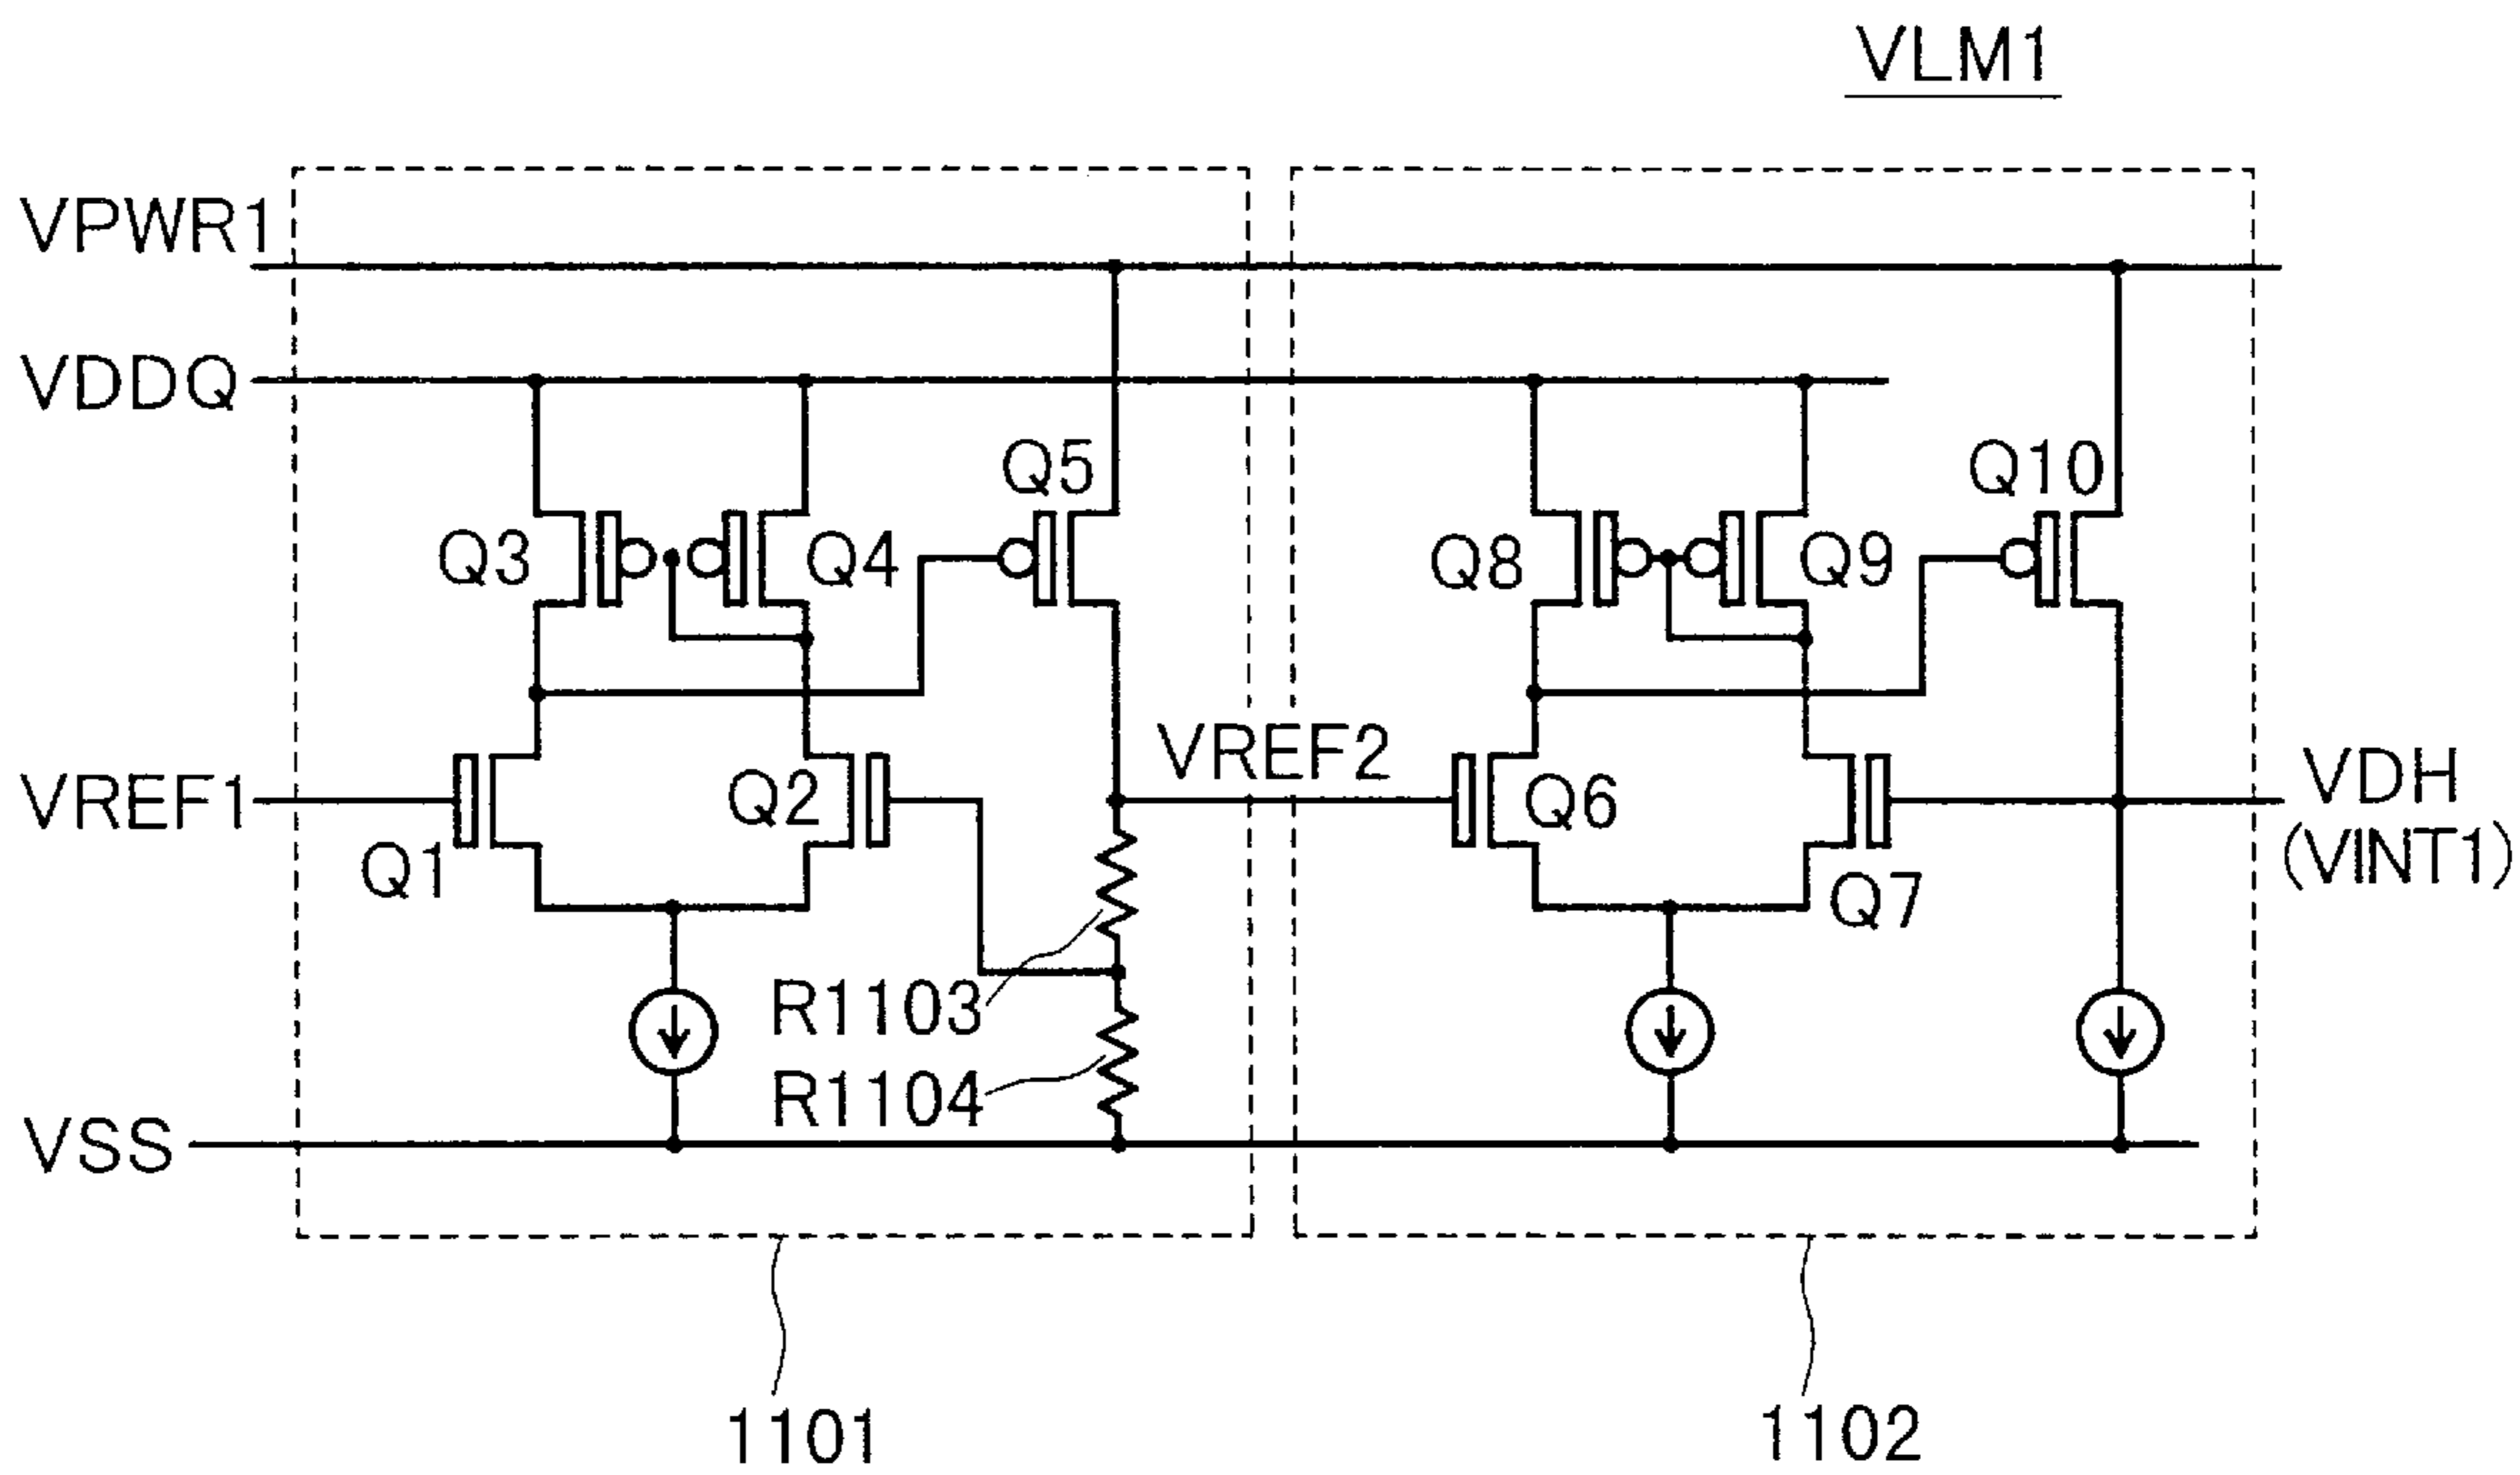 VLM1
VPWR1
VDDQ
Q5
Q10
Q3
Q4
Q8
Q9
VREF2
VREF1
Q1
Q2
Q6
Q7
VDH
(VINT1)
R1103
R1104
VSS
1101
1102